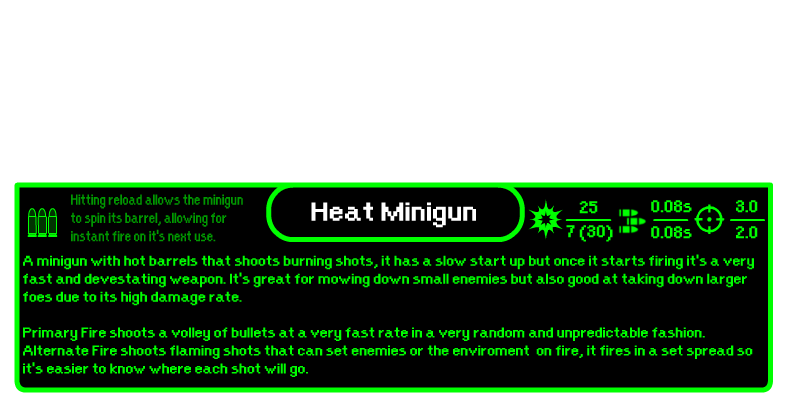 Hitting reload allows the minigun
to spin its barrel, allowing for
instant fire on it's next use.
Heat Minigun
25
7 (30)
0.08s
0.08s
3.0
2.0
A minigun with hot barrels that shoots burning shots, it has a slow start up but once it starts firing it's a very
fast and devestating weapon. It's great for mowing down small enemies but also good at taking down larger
foes due to its high damage rate.
Primary Fire shoots a volley of bullets at a very fast rate in a very random and unpredictable fashion.
Alternate Fire shoots flaming shots that can set enemies or the enviroment on fire, it fires in a set spread so
it's easier to know where each shot will go.